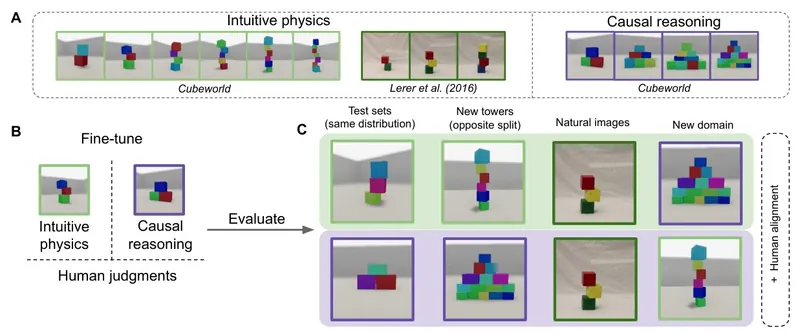 A
Intuitive physics
Causal reasoning
Cubeworld
Lerer et al. (2016)
Cubeworld
B
Fine-tune
Intuitive
physics
Causal
reasoning
Human judgments
Evaluate
C
Test sets
(same distribution)
New towers
(opposite split)
Natural images
New domain
+ Human alignment